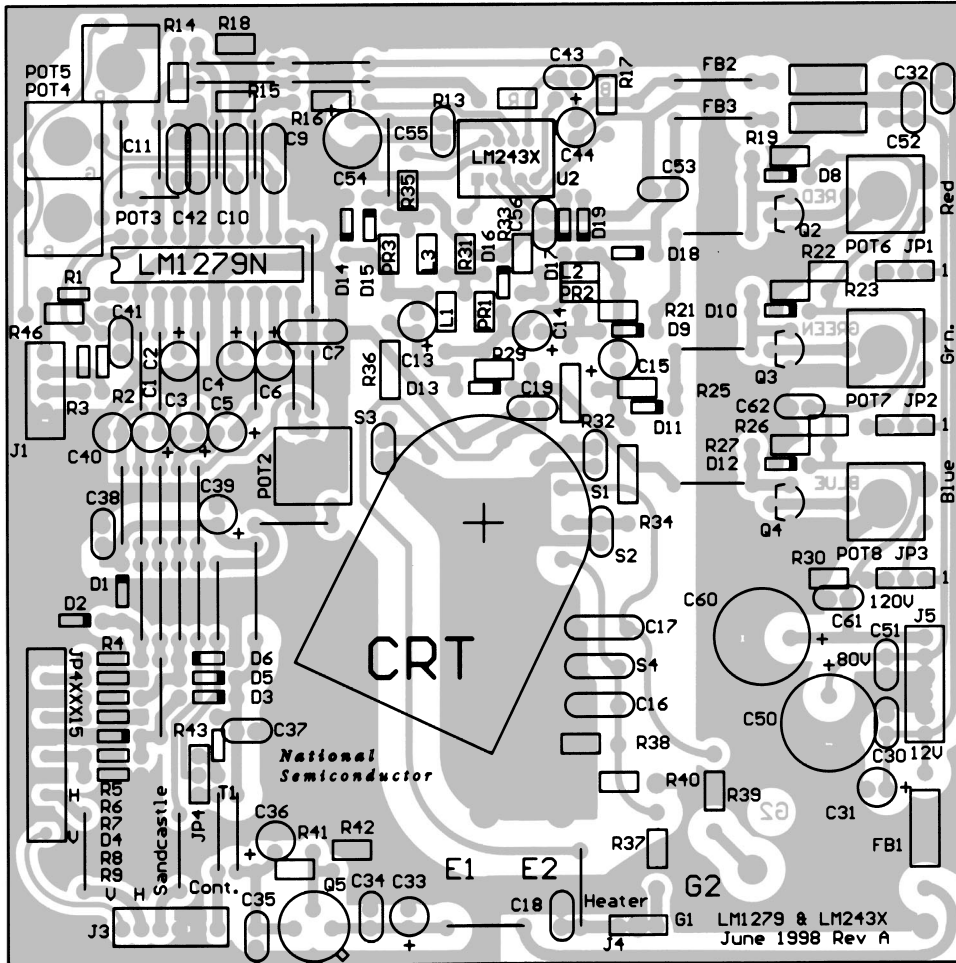 R14
R18
C43
R17
FB2
C32
POT5
POT4
R15
R16
C55
R13
FB3
C11
C9
C54
LM243X
C44
U2
R19
C52
C53
D8
RED
Red
POT3
C42
C10
R35
R33
C56
D16
D19
Q2
POT6
JP1
LM1279N
D14
D15
PR3
L3
R31
D17
L2
D18
R22
1
R1
R46
C41
L1
PR1
C14
PR2
R21
D10
R23
D9
GREEN
Grn.
C2
C7
C13
R29
C15
R36
C1
C4
C6
D13
Q3
POT7
JP2
R3
R2
C3
C5
S3
C19
R25
C62
R32
D11
R26
1
J1
C40
POT2
R27
D12
C38
C39
S1
BLUE
Blue
R34
Q4
S2
POT8
JP3
R30
1
D1
D2
C60
C61
120V
J5
CRT
C17
C51
R4
D6
D5
D3
S4
80V
JP4XXX15
C16
C50
R43
C37
R38
C30
12V
National
Semiconductor
R40
R39
G2
C31
R5
R6
R7
D4
R8
R9
JP4
T1
C36
R41
R42
R37
FB1
Sandcastle
E1
E2
G2
V
H
Cont.
C35
Q5
C34
C33
C18
Heater
J3
J4
G1
LM1279 & LM243X
June 1998 Rev A